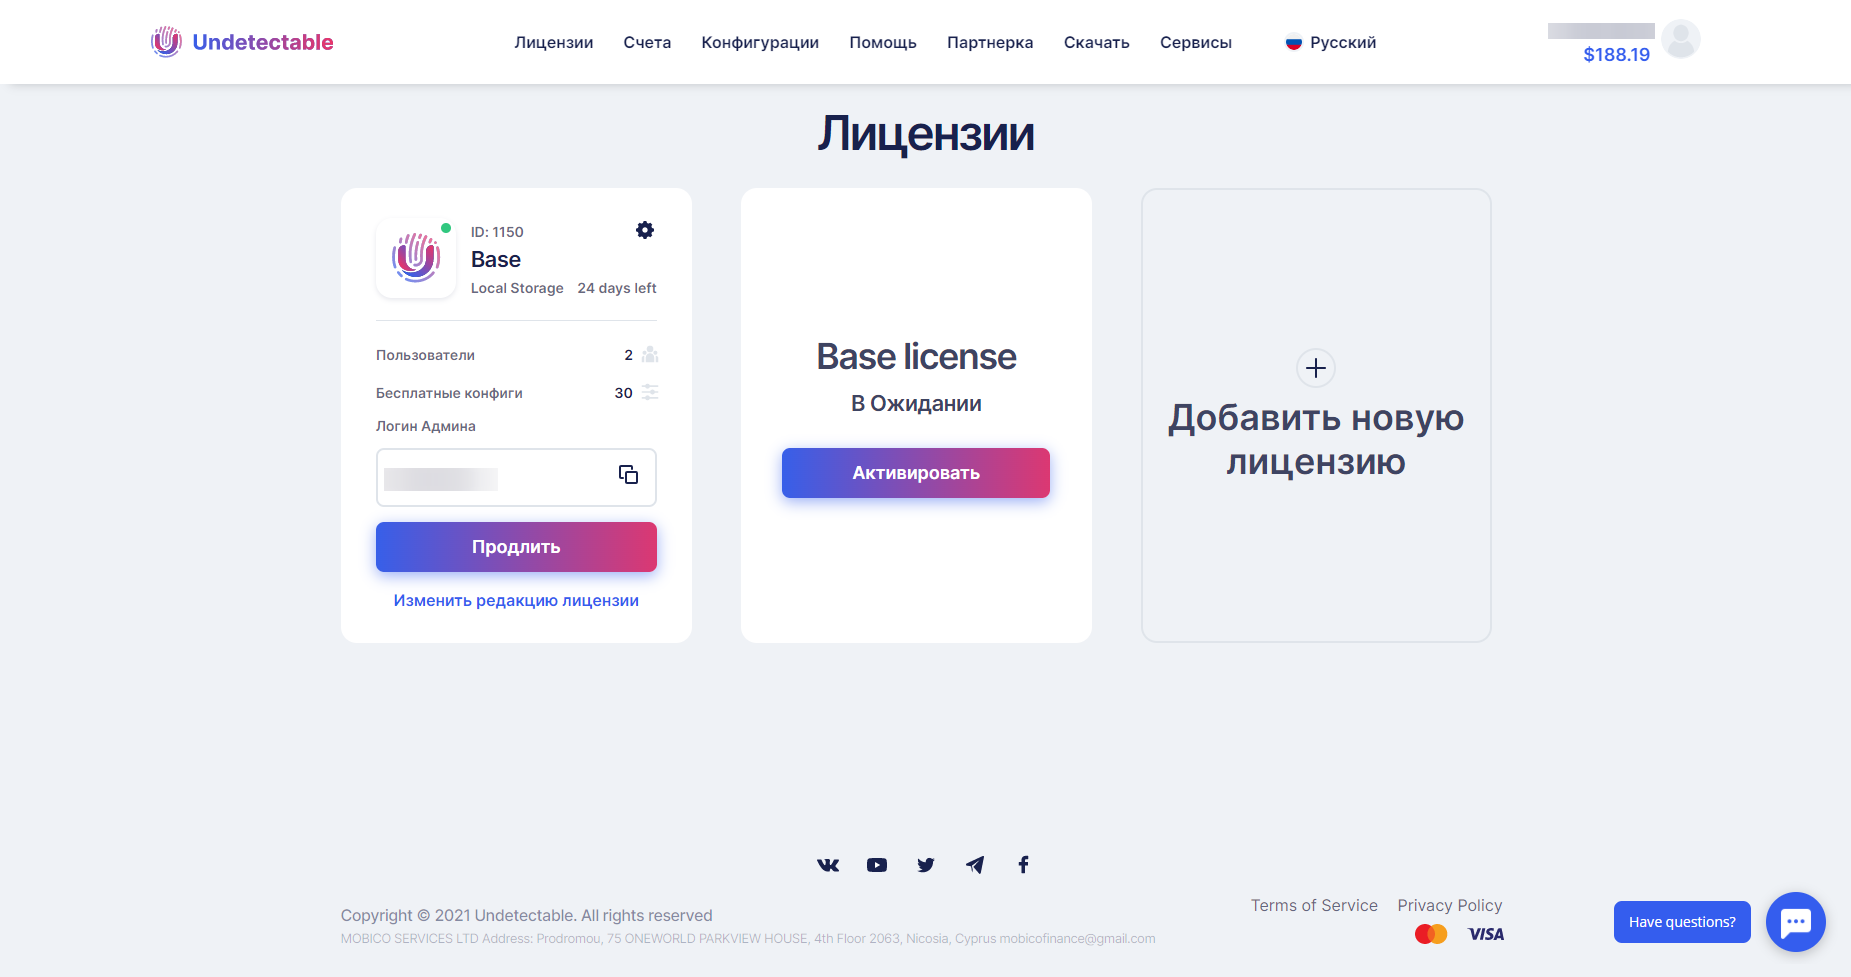 Undetectable
Лицензии Счета Конфигурации Помощь Партнерка Скачать Сервисы Русский
$188.19
Лицензии
ID: 1150
Base
Local Storage 24 days left
Пользователи 2
Бесплатные конфиги 30
Логин Админа
Продлить
Изменить редакцию лицензии
Base license
В Ожидании
Активировать
Добавить новую
лицензию
Copyright © 2021 Undetectable. All rights reserved
MOBICO SERVICES LTD Address: Prodromou, 75 ONEWORLD PARKVIEW HOUSE, 4th Floor 2063, Nicosia, Cyprus mobicofinance@gmail.com
Terms of Service Privacy Policy
VISA
Have questions?